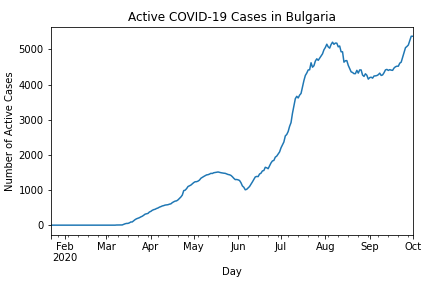 Active COVID-19 Cases in Bulgaria
Number of Active Cases
5000
4000
3000
2000
1000
0
Feb Mar Apr May Jun Jul Aug Sep Oct
2020
Day